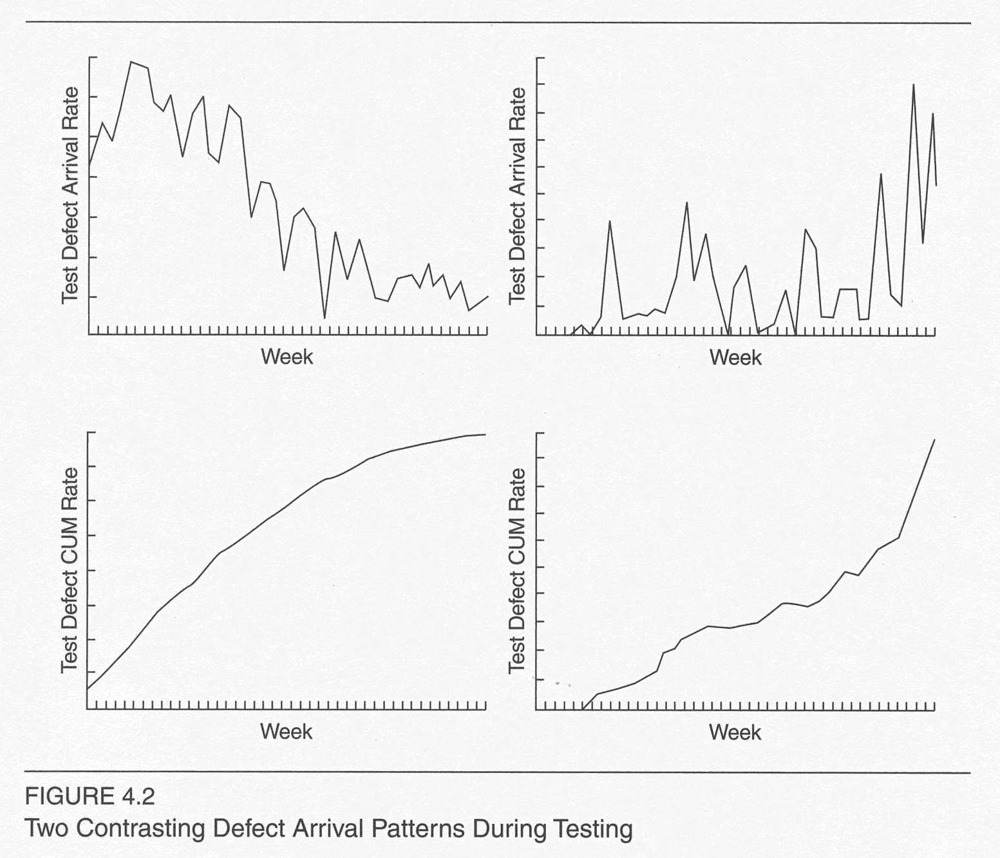 Test Defect Arrival Rate
Week
Test Defect Arrival Rate
Week
Test Defect CUM Rate
Week
Test Defect CUM Rate
Week
FIGURE 4.2
Two Contrasting Defect Arrival Patterns During Testing